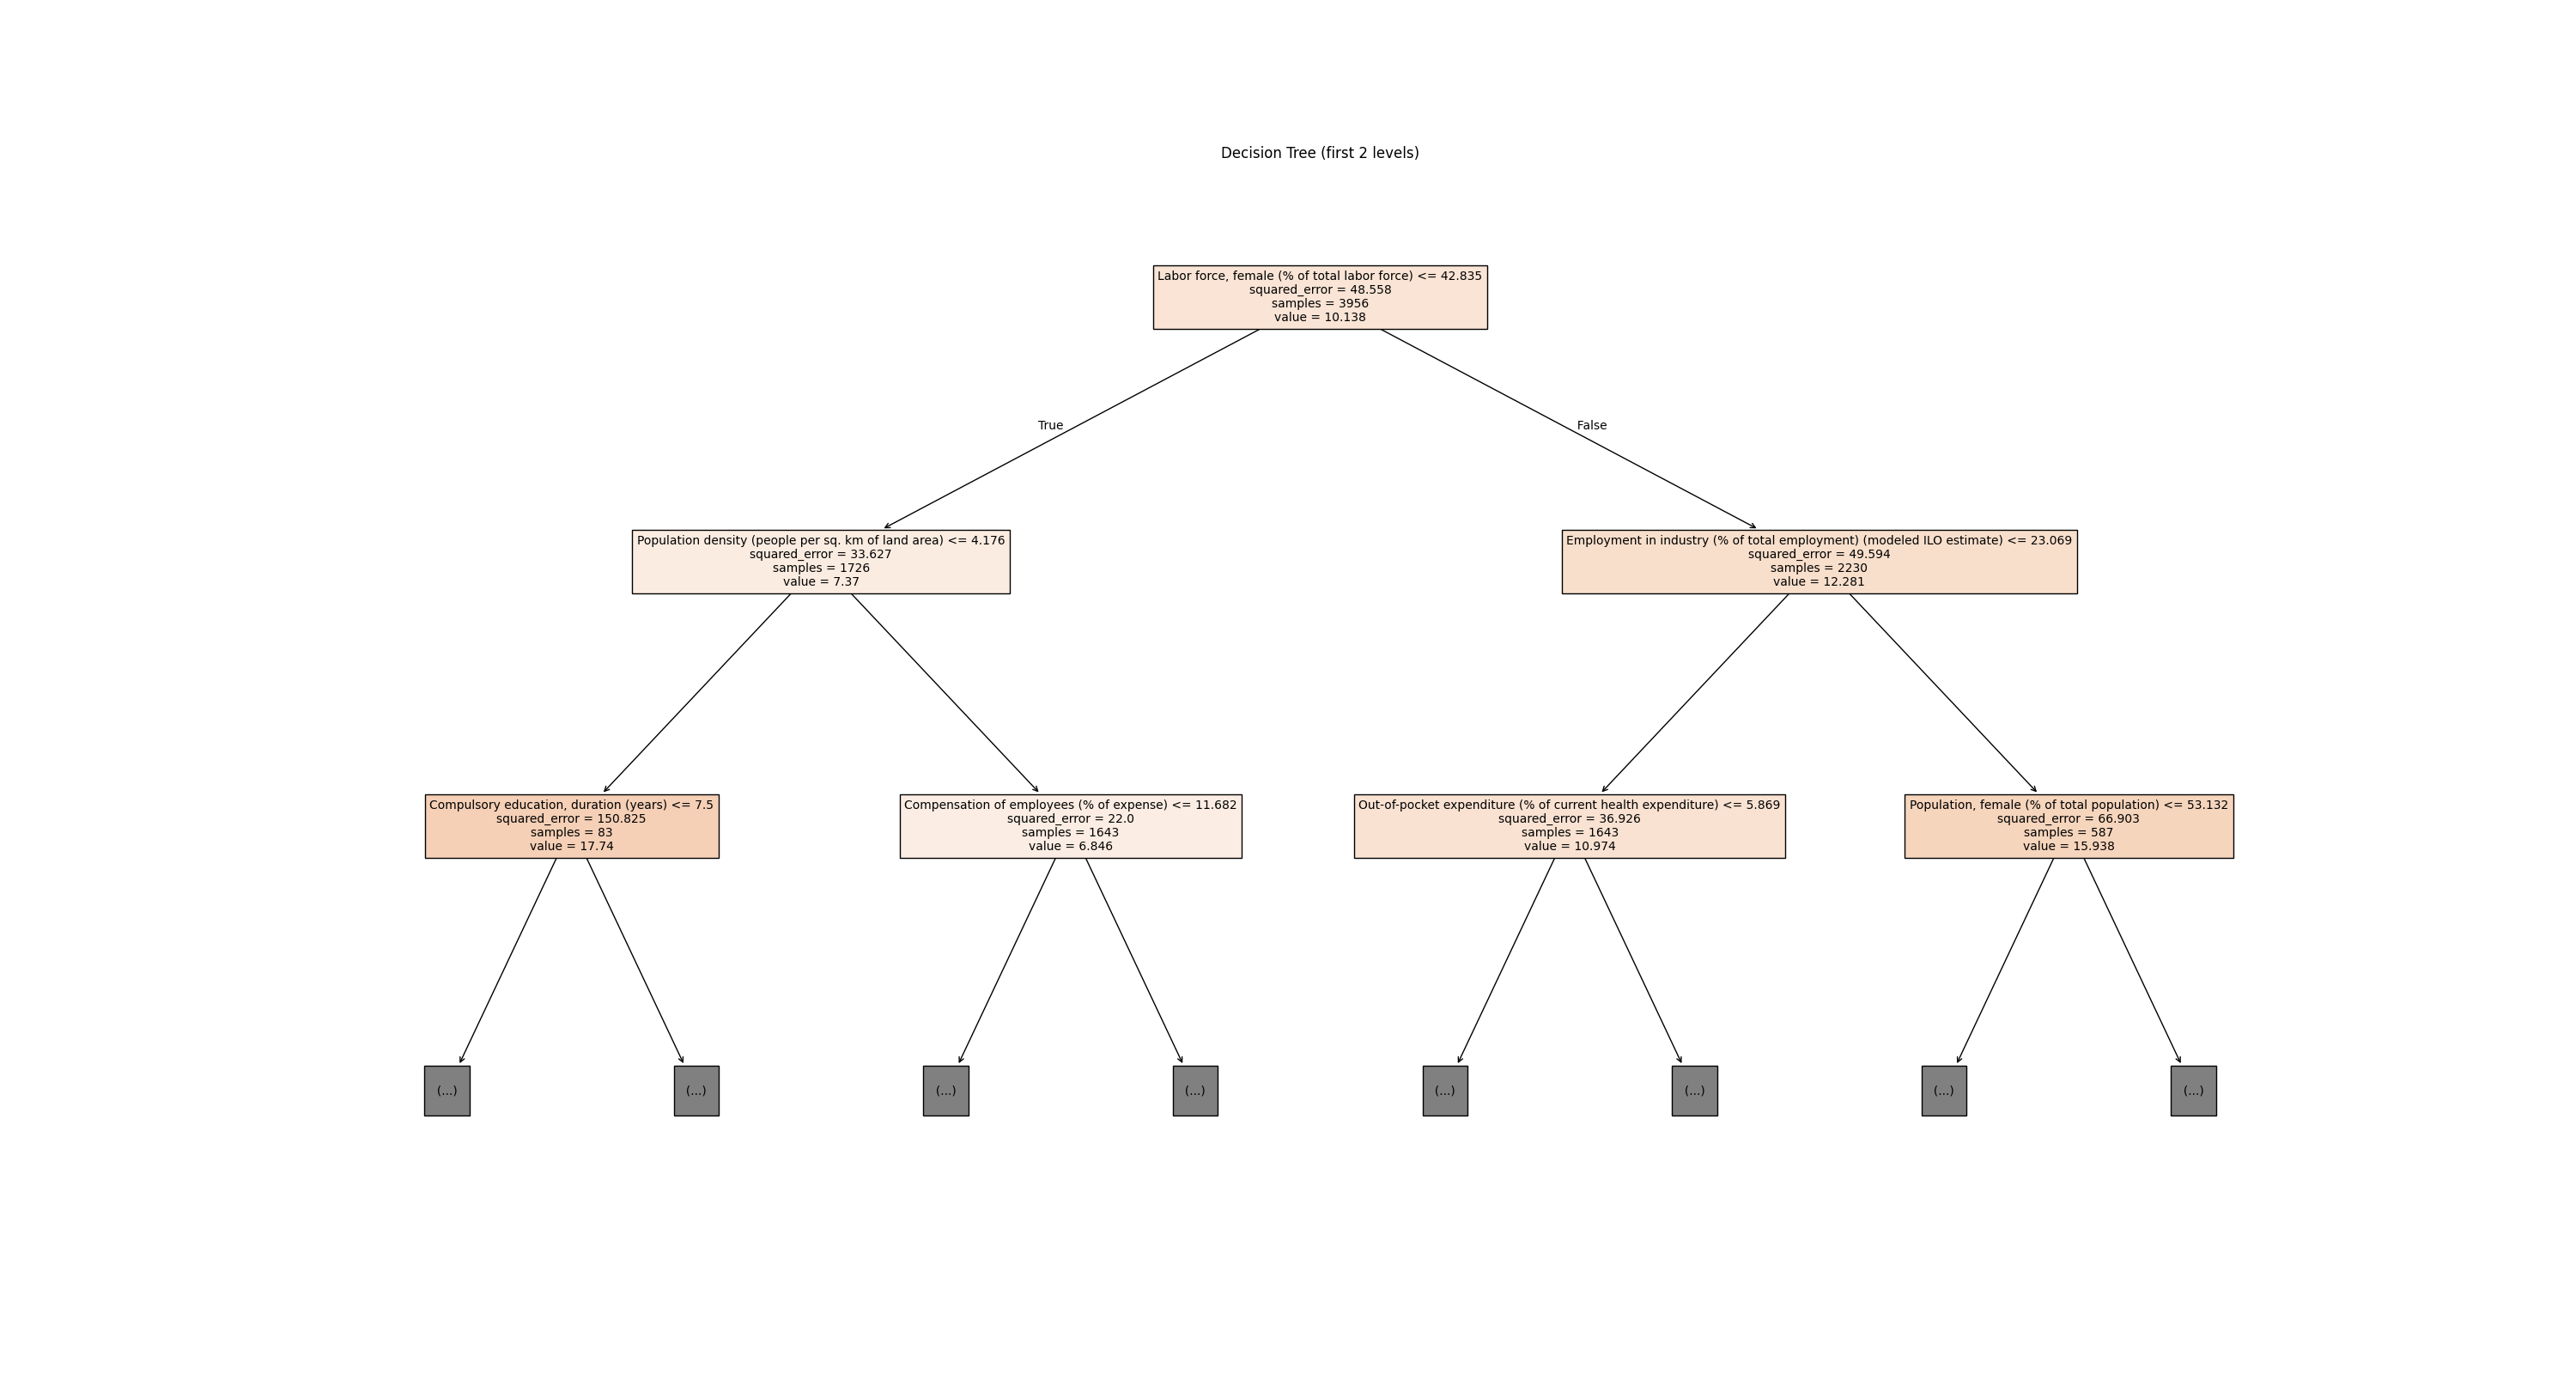 Decision Tree (first 2 levels)
Labor force, female (% of total labor force) <= 42.835
squared_error = 48.558
samples = 3956
value = 10.138
True
False
Population density (people per sq. km of land area) <= 4.176
squared_error = 33.627
samples = 1726
value = 7.37
Employment in industry (% of total employment) (modeled ILO estimate) <= 23.069
squared_error = 49.594
samples = 2230
value = 12.281
Compulsory education, duration (years) <= 7.5
squared_error = 150.825
samples = 83
value = 17.74
Compensation of employees (% of expense) <= 11.682
squared_error = 22.0
samples = 1643
value = 6.846
Out-of-pocket expenditure (% of current health expenditure) <= 5.869
squared_error = 36.926
samples = 1643
value = 10.974
Population, female (% of total population) <= 53.132
squared_error = 66.903
samples = 587
value = 15.938
(...)
(...)
(...)
(...)
(...)
(...)
(...)
(...)